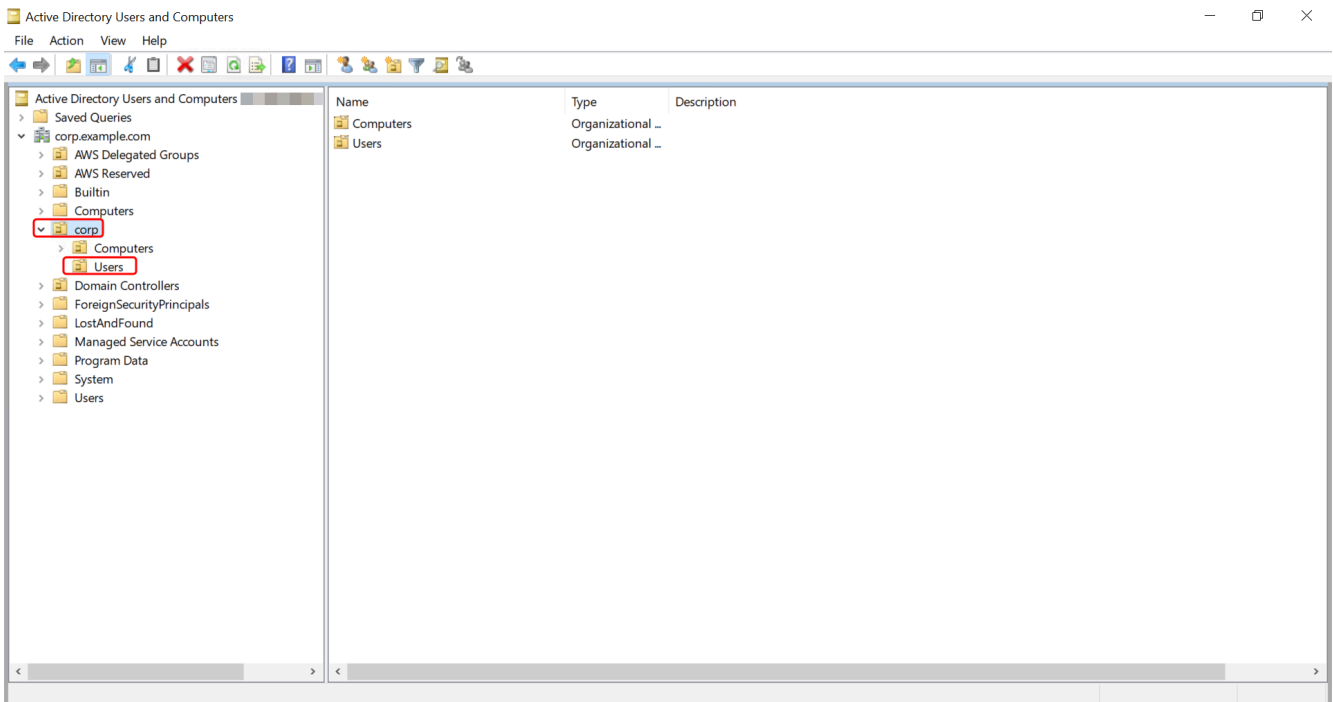 Active Directory Users and Computers
File Action View Help
Active Directory Users and Computers
Saved Queries
corp.example.com
AWS Delegated Groups
AWS Reserved
Builtin
Computers
corp
Computers
Users
Domain Controllers
ForeignSecurityPrincipals
LostAndFound
Managed Service Accounts
Program Data
System
Users
Name Type Description
Computers Organizational ...
Users Organizational ...